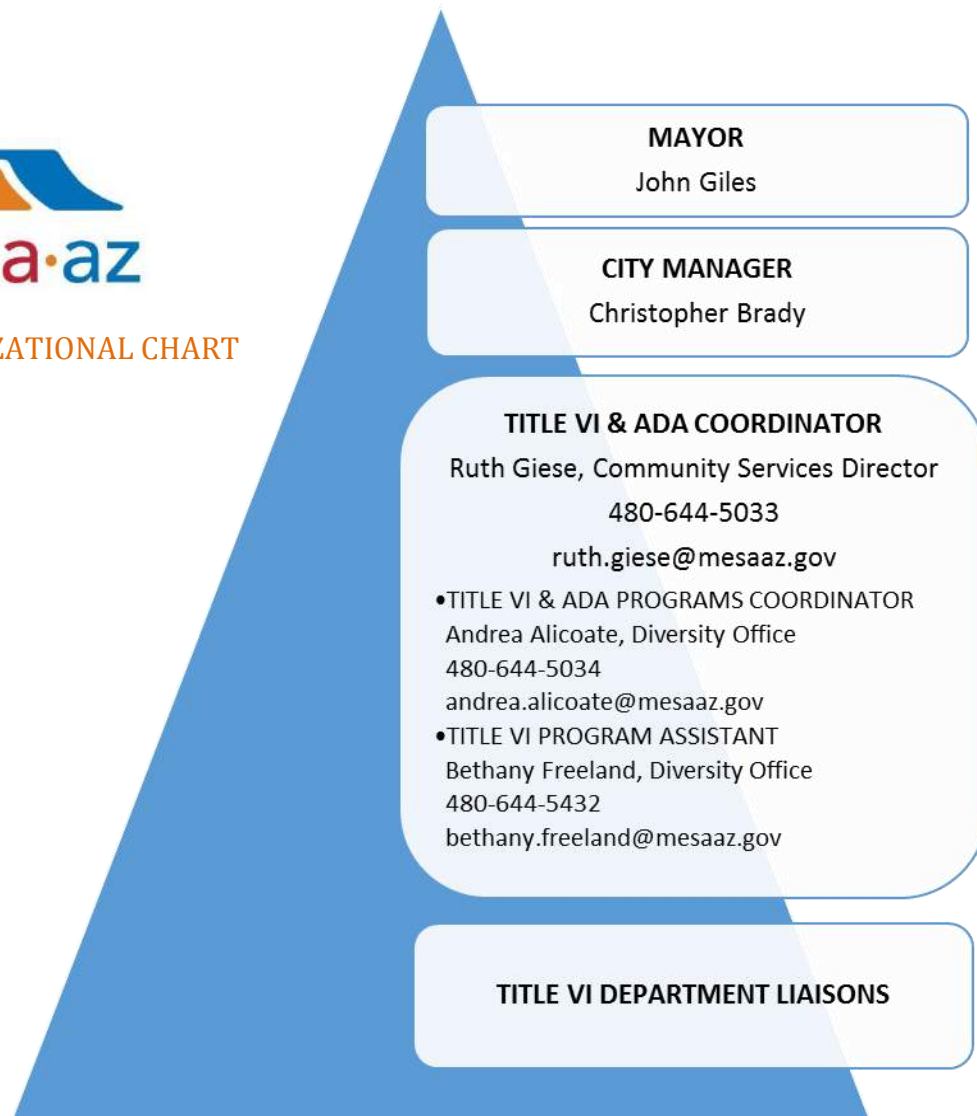 a·az
ZATIONAL CHART
MAYOR
John Giles
CITY MANAGER
Christopher Brady
TITLE VI & ADA COORDINATOR
Ruth Giese, Community Services Director
480-644-5033
ruth.giese@mesaaz.gov
•TITLE VI & ADA PROGRAMS COORDINATOR
Andrea Alicoate, Diversity Office
480-644-5034
andrea.alicoate@mesaaz.gov
•TITLE VI PROGRAM ASSISTANT
Bethany Freeland, Diversity Office
480-644-5432
bethany.freeland@mesaaz.gov
TITLE VI DEPARTMENT LIAISONS